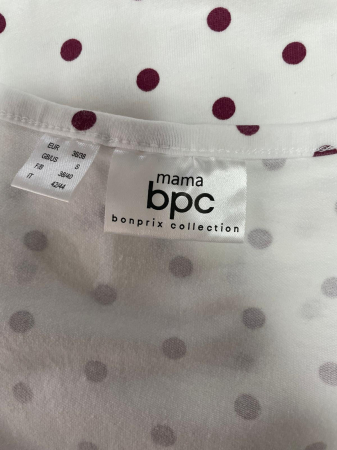 EUR 36/38
GB/US S
F/B 38/40
IT 42/44
mama
bpc
bonprix collection